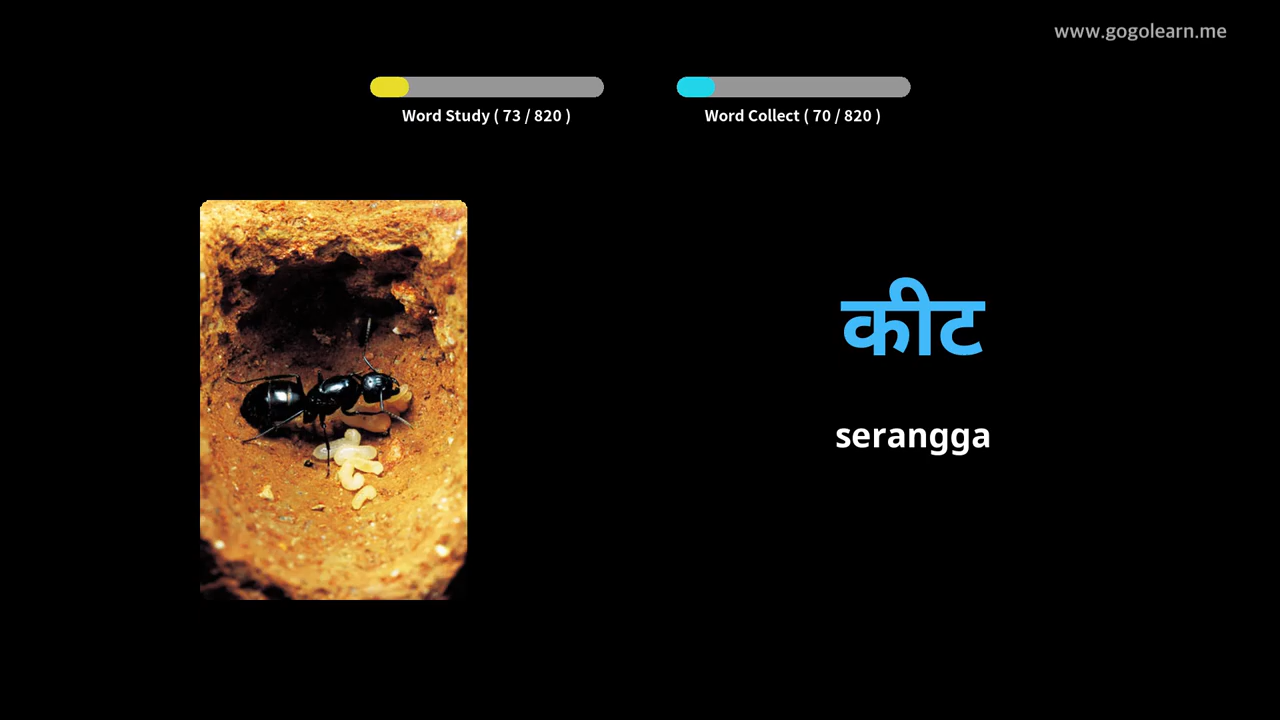 www.gogolearn.me
Word Study ( 73 / 820 )
Word Collect ( 70 / 820 )
कीट
serangga